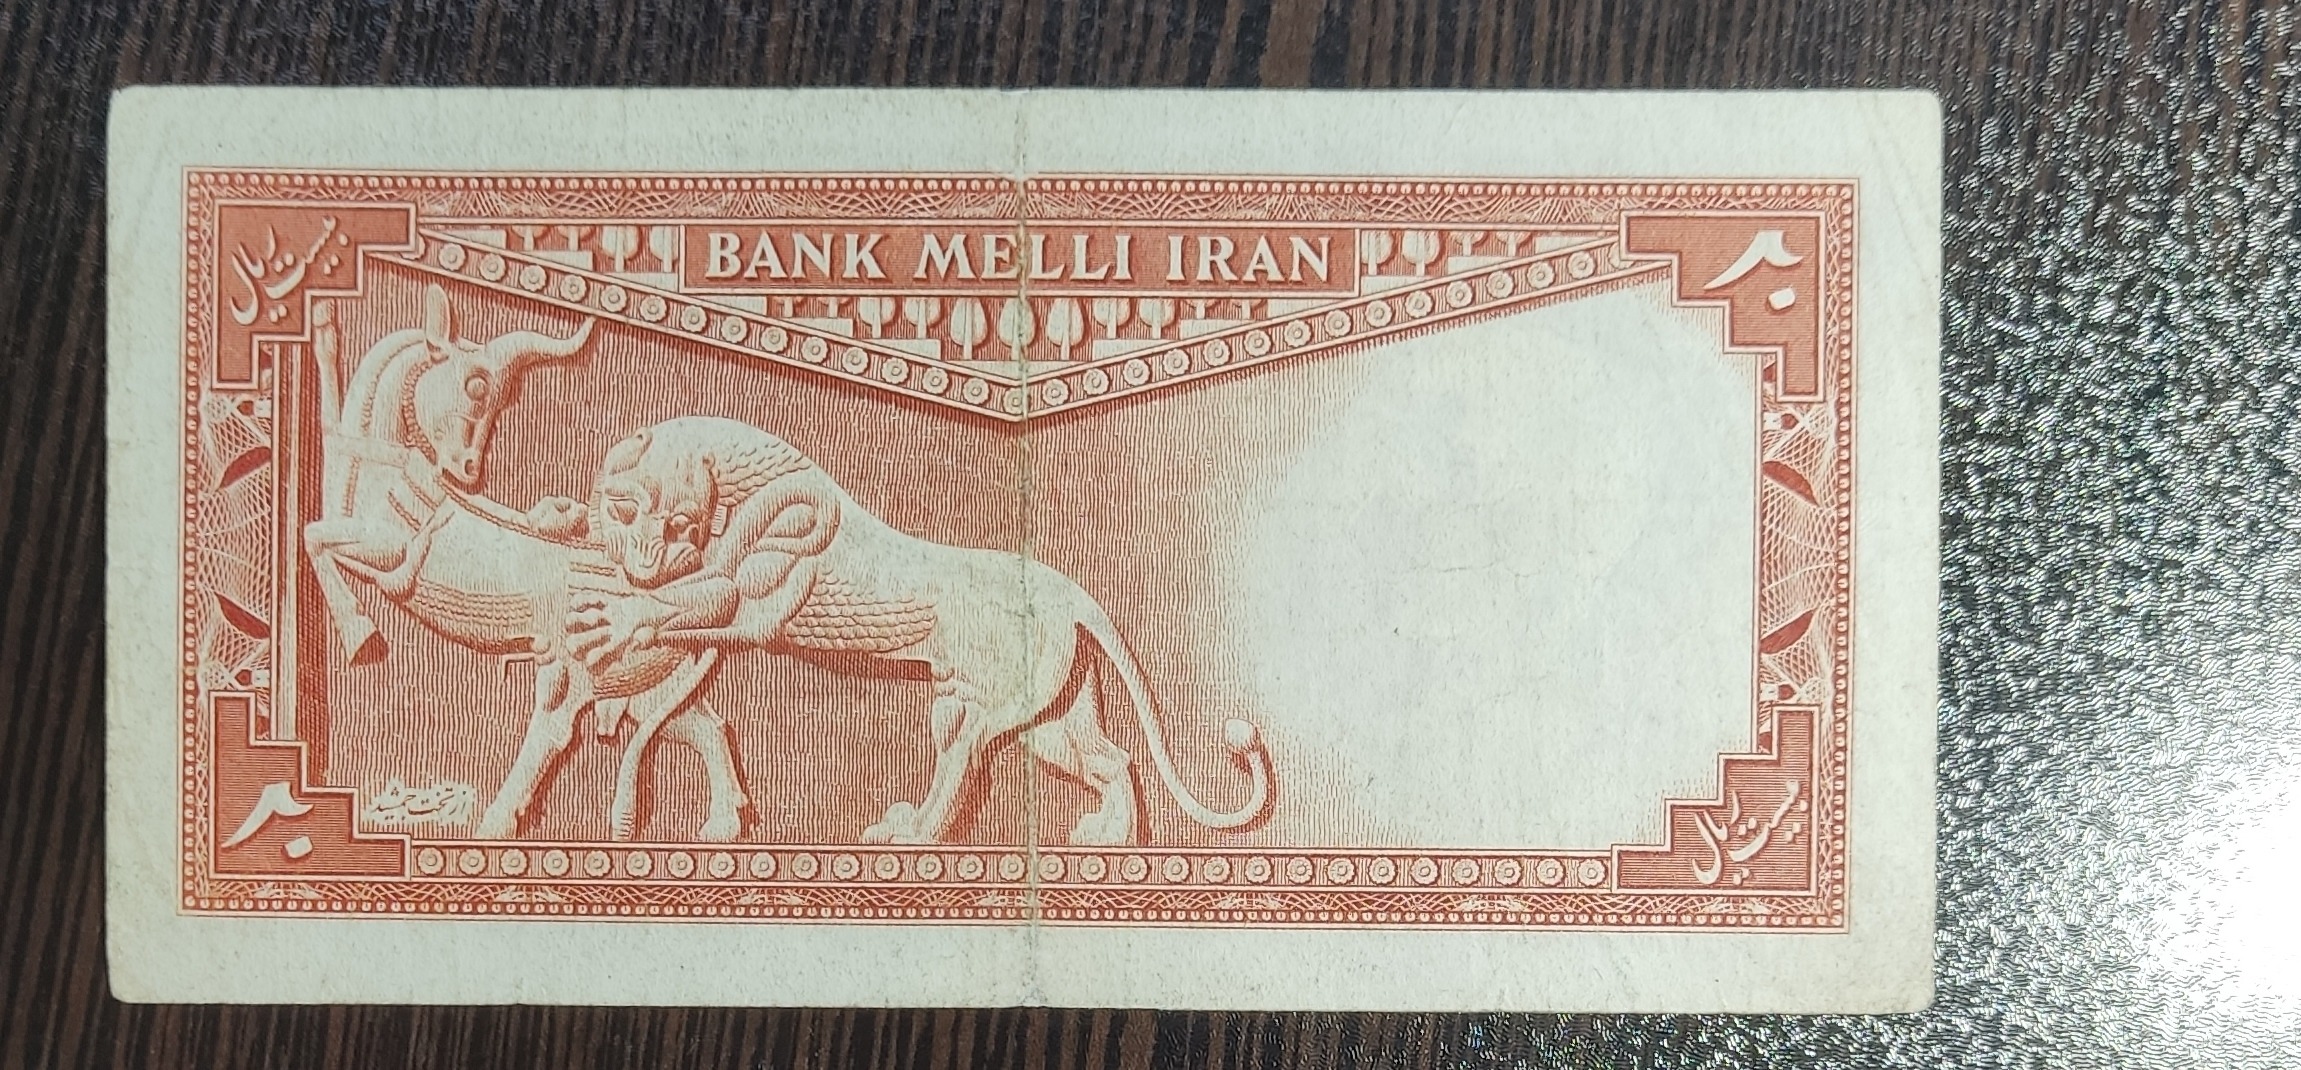 بیست ریال
BANK MELLI IRAN
۲۰
از تخت جمشید
۲۰
بیست ریال